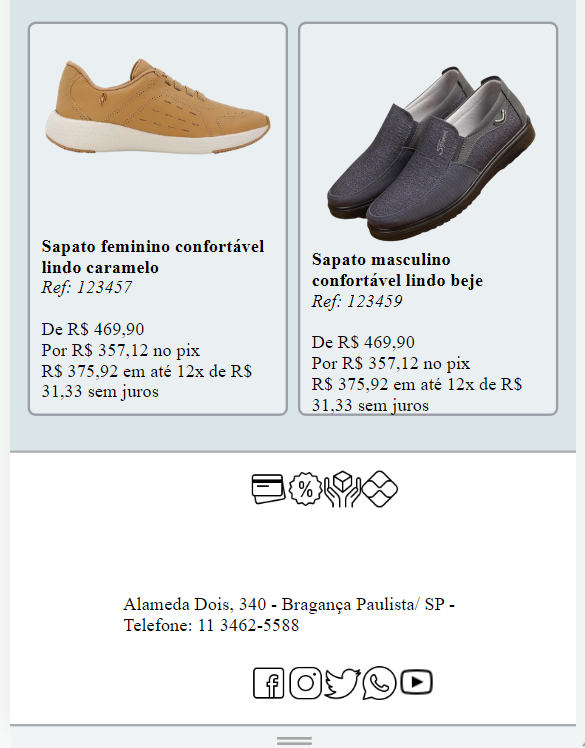 Sapato feminino confortável
lindo caramelo
Ref: 123457
De R$ 469,90
Por R$ 357,12 no pix
R$ 375,92 em até 12x de R$
31,33 sem juros
Sapato masculino
confortável lindo beje
Ref: 123459
De R$ 469,90
Por R$ 357,12 no pix
R$ 375,92 em até 12x de R$
31,33 sem juros
%
Alameda Dois, 340 - Bragança Paulista/ SP -
Telefone: 11 3462-5588